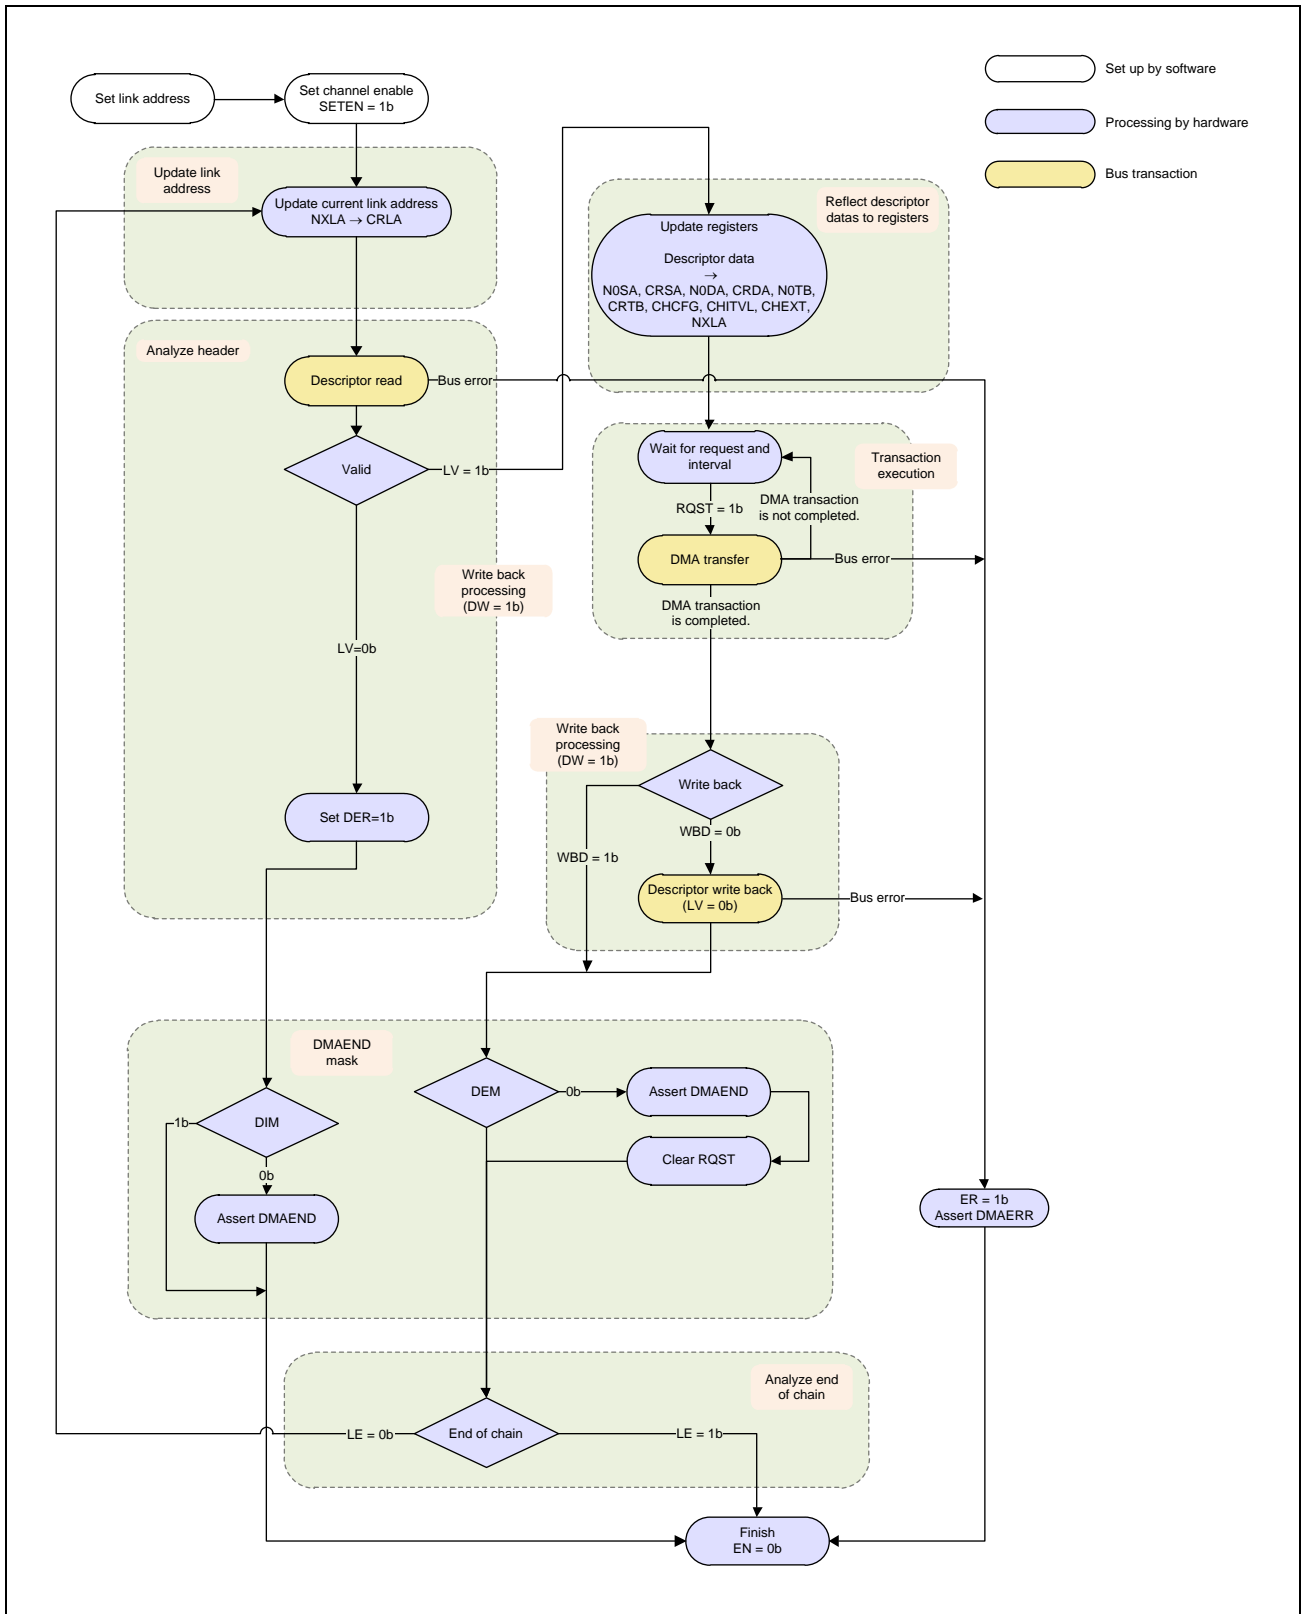 Set up by software
Processing by hardware
Bus transaction
Set link address
Set channel enable
SETEN = 1b
Update link
address
Update current link address
NXLA → CRLA
Reflect descriptor
datas to registers
Update registers
Descriptor data
→
N0SA, CRSA, N0DA, CRDA, N0TB,
CRTB, CHCFG, CHITVL, CHEXT,
NXLA
Analyze header
Descriptor read
Bus error
Valid
LV = 1b
Wait for request and
interval
Transaction
execution
RQST = 1b
DMA transaction
is not completed.
DMA transfer
Bus error
DMA transaction
is completed.
Write back
processing
(DW = 1b)
LV=0b
Write back
processing
(DW = 1b)
Write back
Set DER=1b
WBD = 0b
WBD = 1b
Descriptor write back
(LV = 0b)
Bus error
DMAEND
mask
DEM
0b
Assert DMAEND
Clear RQST
1b
DIM
0b
Assert DMAEND
ER = 1b
Assert DMAERR
Analyze end
of chain
LE = 0b
End of chain
LE = 1b
Finish
EN = 0b